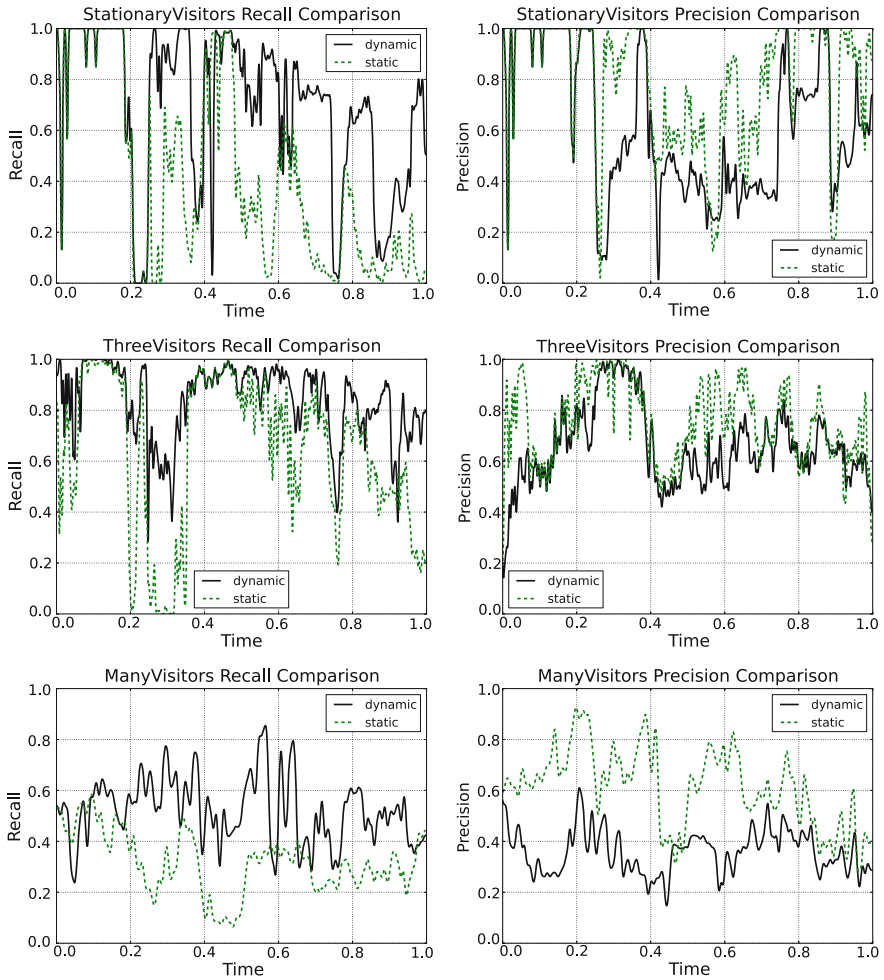 StationaryVisitors Recall Comparison
1.0
0.8
0.6
0.4
0.2
0.0
Recall
dynamic
static
0.0 0.2 0.4 0.6 0.8 1.0
Time
StationaryVisitors Precision Comparison
1.0
0.8
0.6
0.4
0.2
0.0
Precision
dynamic
static
0.0 0.2 0.4 0.6 0.8 1.0
Time
ThreeVisitors Recall Comparison
1.0
0.8
0.6
0.4
0.2
0.0
Recall
dynamic
static
0.0 0.2 0.4 0.6 0.8 1.0
Time
ThreeVisitors Precision Comparison
1.0
0.8
0.6
0.4
0.2
0.0
Precision
dynamic
static
0.0 0.2 0.4 0.6 0.8 1.0
Time
ManyVisitors Recall Comparison
1.0
0.8
0.6
0.4
0.2
0.0
Recall
dynamic
static
0.0 0.2 0.4 0.6 0.8 1.0
Time
ManyVisitors Precision Comparison
1.0
0.8
0.6
0.4
0.2
0.0
Precision
dynamic
static
0.0 0.2 0.4 0.6 0.8 1.0
Time